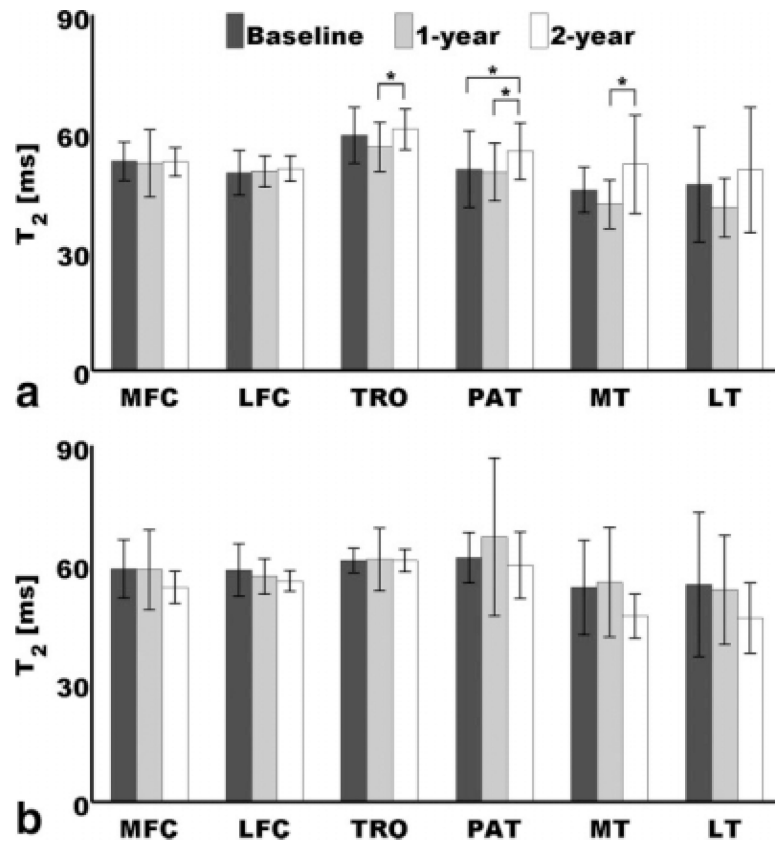 90
Baseline 1-year 2-year
* * * *
60
T2 [ms]
30
0
a
MFC LFC TRO PAT MT LT
90
60
T2 [ms]
30
0
b
MFC LFC TRO PAT MT LT